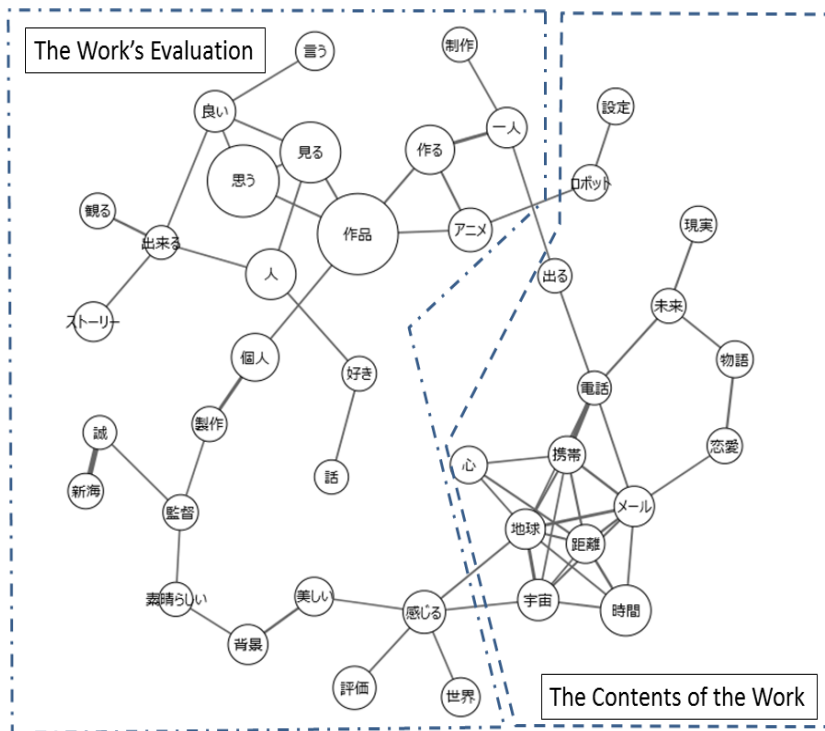 The Work's Evaluation
言う
制作
良い
設定
一人
見る
作る
思う
ロボット
観る
作品
アニメ
現実
出来る
人
出る
未来
ストーリー
個人
好き
物語
電話
製作
誠
恋愛
携帯
心
話
新海
メール
監督
地球
距離
素晴らしい
美しい
感じる
宇宙
時間
背景
評価
世界
The Contents of the Work